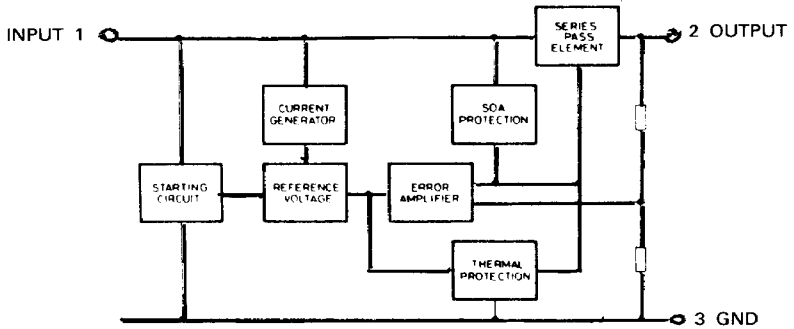 SERIES
PASS
ELEMENT
INPUT 1
2 OUTPUT
CURRENT
GENERATOR
SOA
PROTECTION
STARTING
CIRCUIT
REFERENCE
VOLTAGE
ERROR
AMPLIFIER
THERMAL
PROTECTION
3 GND